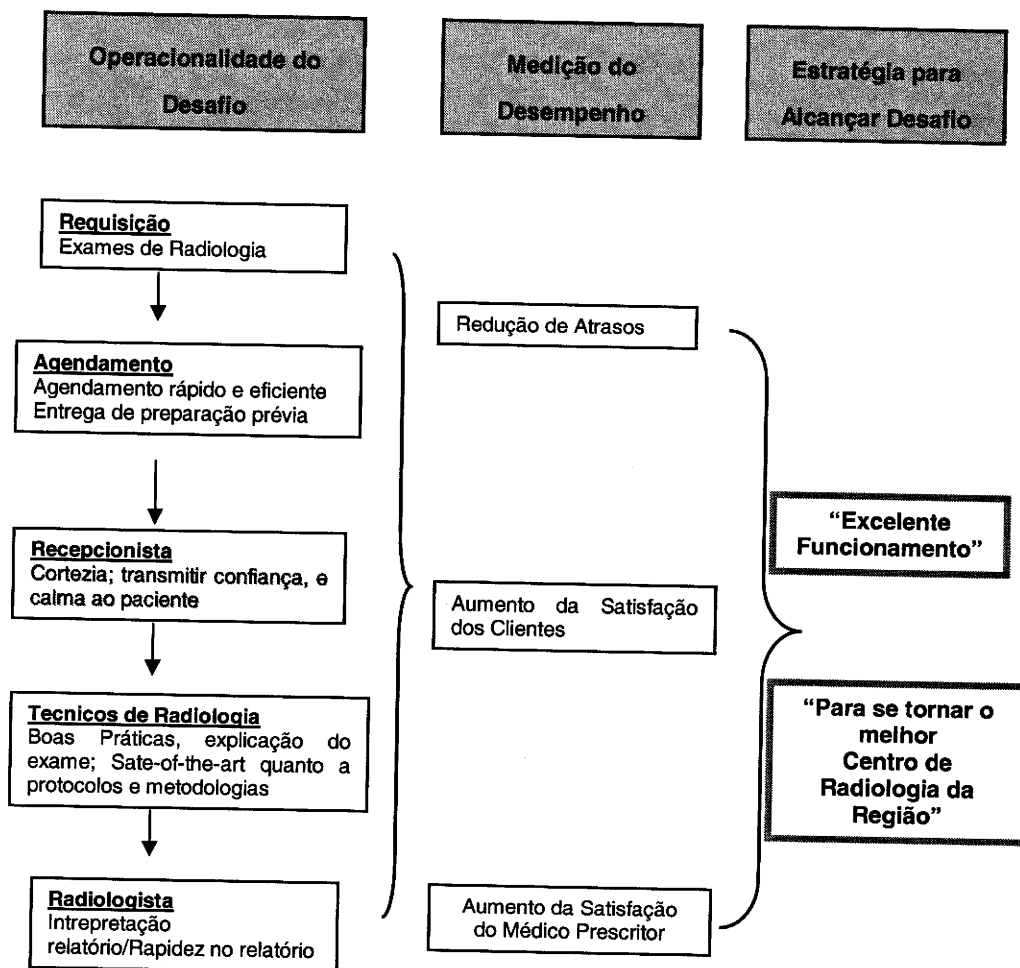 Operacionalidade do
Desafio
Medição do
Desempenho
Estratégia para
Alcançar Desafio
Requisição
Exames de Radiologia
Agendamento
Agendamento rápido e eficiente
Entrega de preparação prévia
Recepcionista
Cortezia; transmitir confiança, e
calma ao paciente
Tecnicos de Radiologia
Boas Práticas, explicação do
exame; Sate-of-the-art quanto a
protocolos e metodologias
Radiologista
Intrepretação
relatório/Rapidez no relatório
Redução de Atrasos
Aumento da Satisfação
dos Clientes
Aumento da Satisfação
do Médico Prescritor
“Excelente
Funcionamento”
“Para se tornar o
melhor
Centro de
Radiologia da
Região”